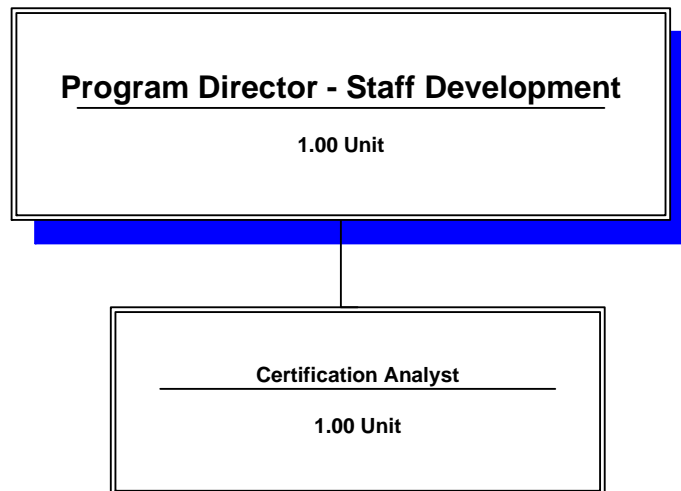 Program Director - Staff Development
1.00 Unit
Certification Analyst
1.00 Unit